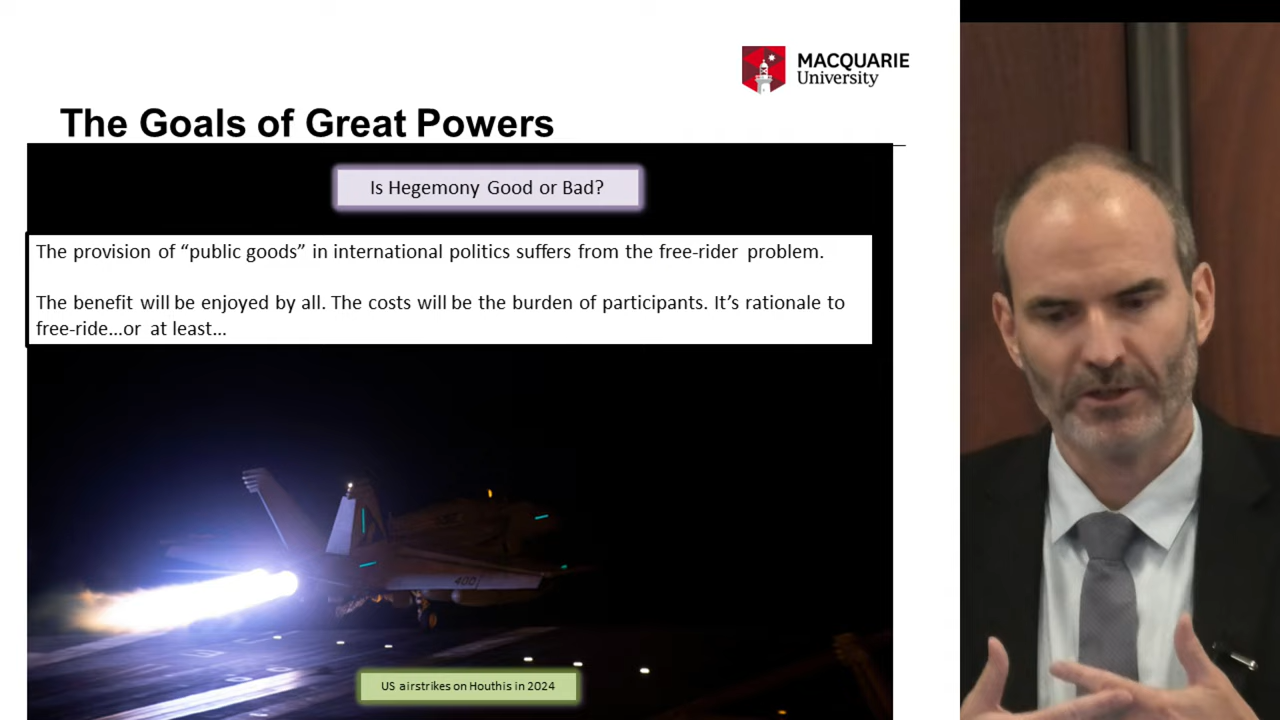 MACQUARIE
University
The Goals of Great Powers
Is Hegemony Good or Bad?
The provision of “public goods” in international politics suffers from the free-rider problem.
The benefit will be enjoyed by all. The costs will be the burden of participants. It’s rationale to
free-ride...or at least...
400
US airstrikes on Houthis in 2024